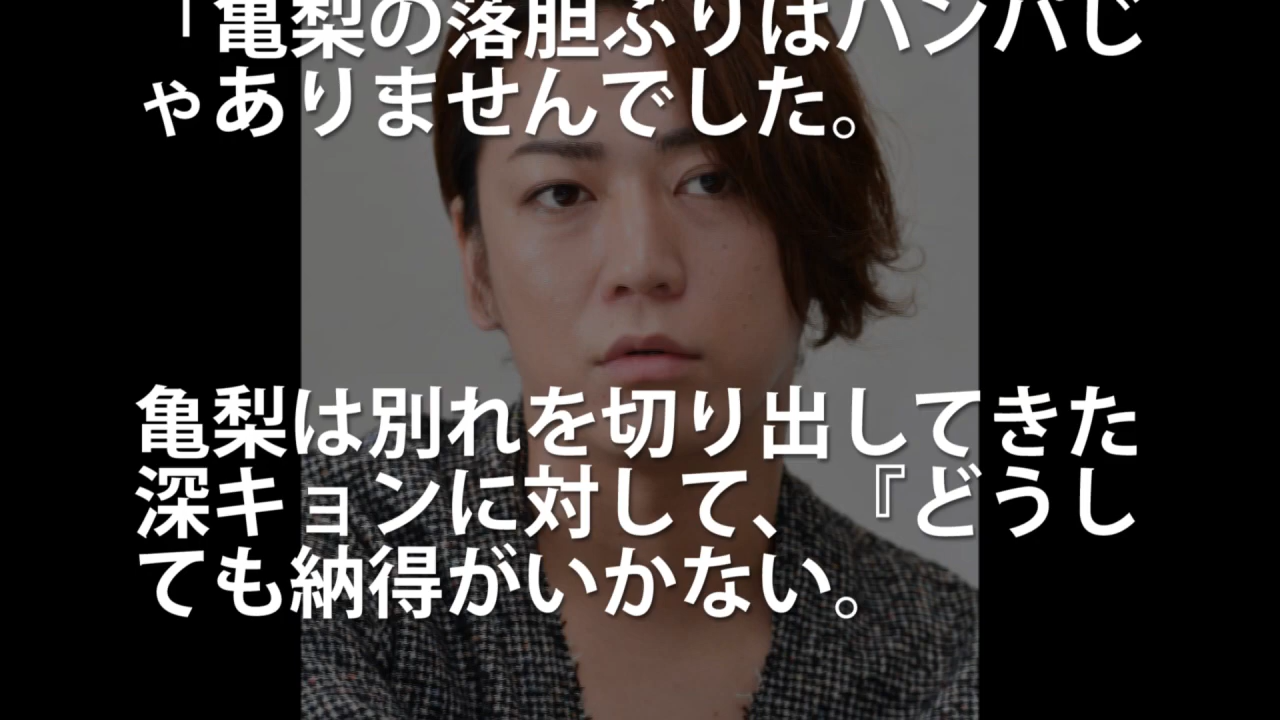 「亀梨の落胆ぶりはハンパじ
ゃありませんでした。
亀梨は別れを切り出してきた
深キョンに対して、『どうし
ても納得がいかない。